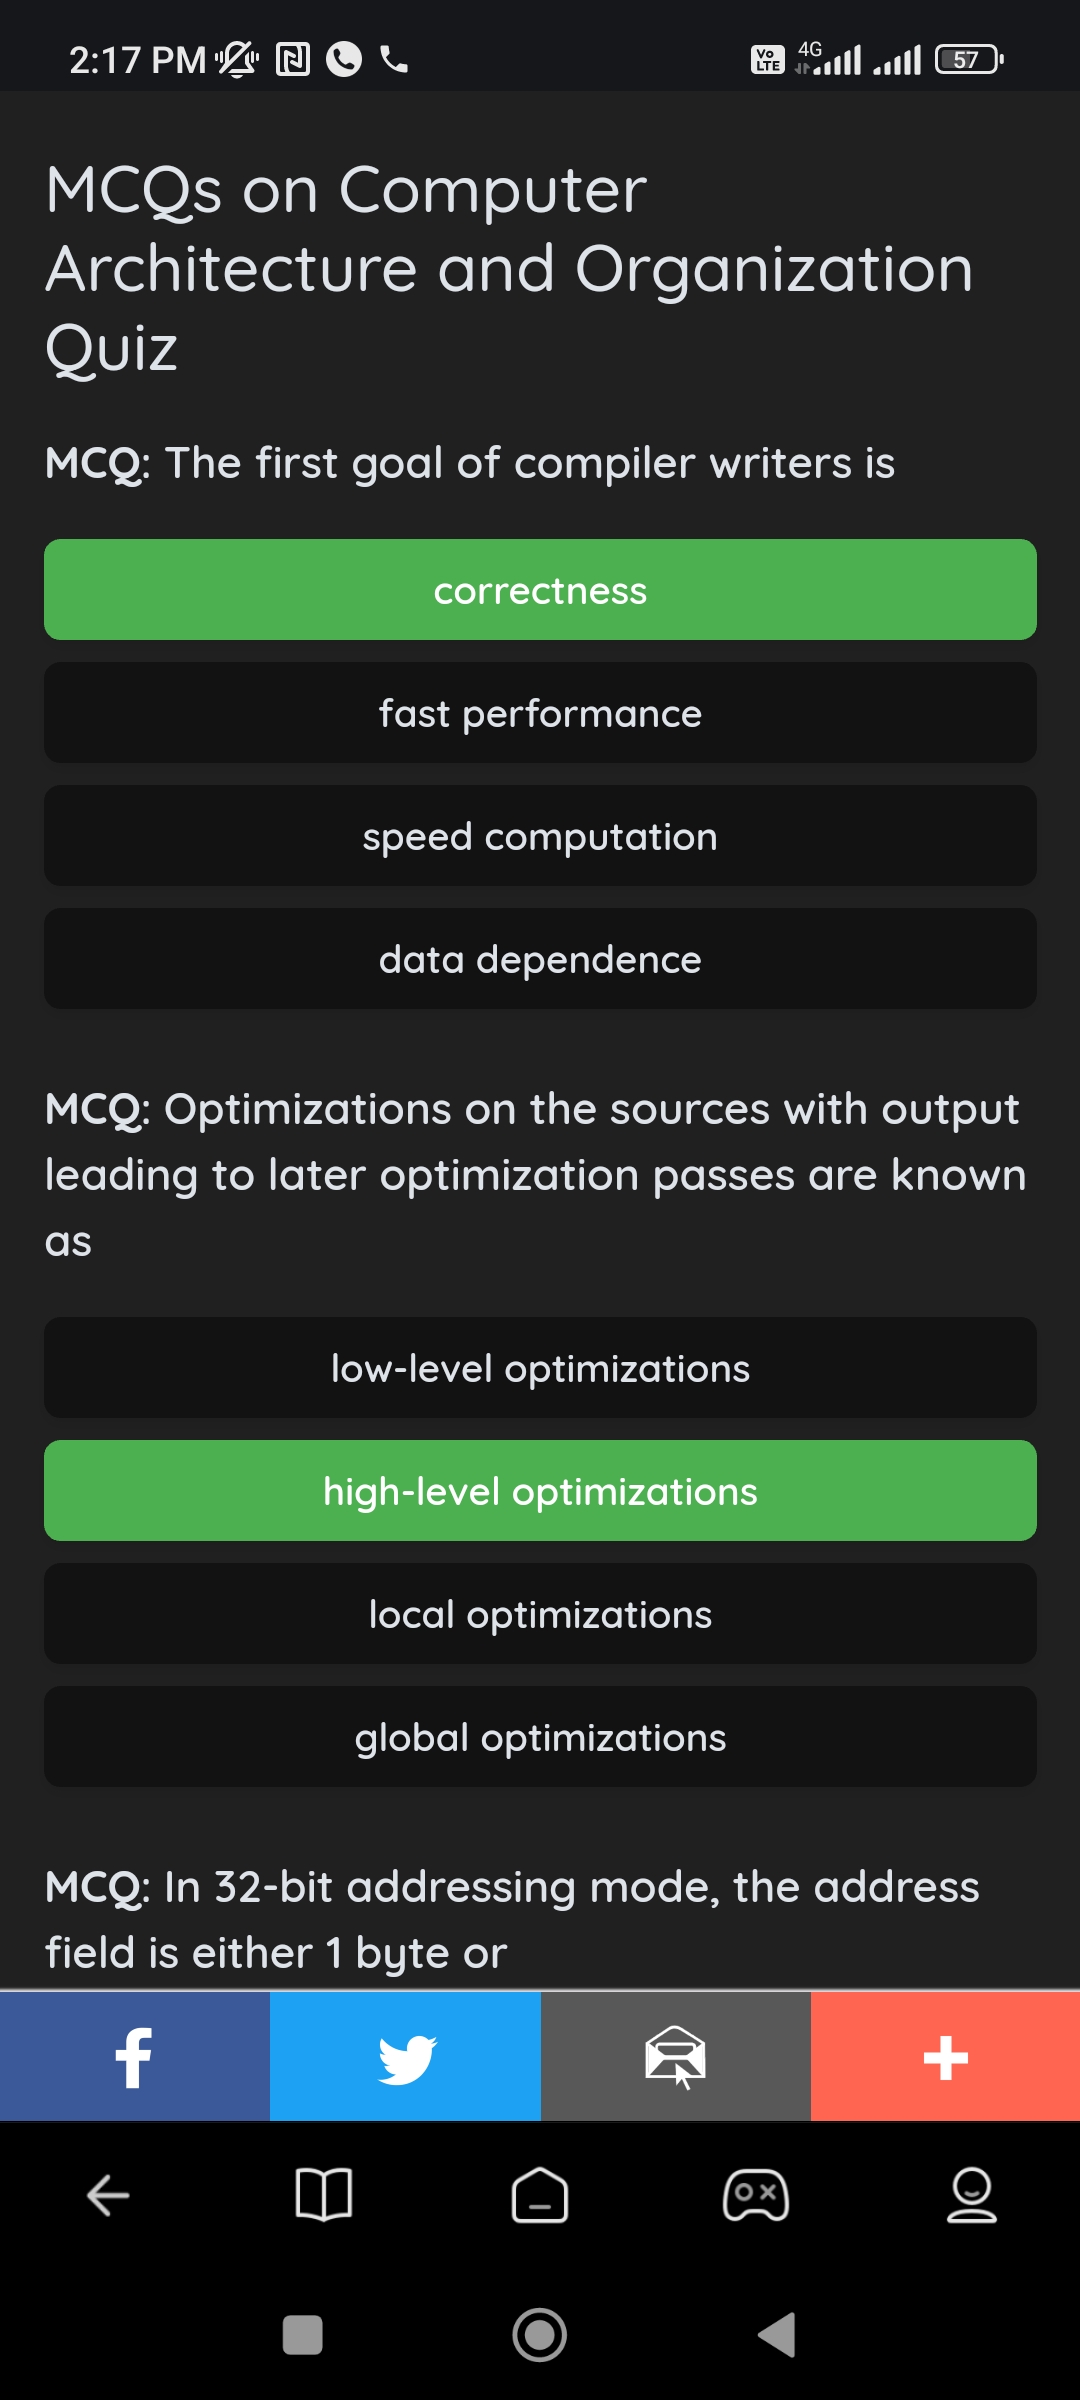 2:17 PM
Vo
LTE
4G
57
MCQs on Computer
Architecture and Organization
Quiz
MCQ: The first goal of compiler writers is
correctness
fast performance
speed computation
data dependence
MCQ: Optimizations on the sources with output
leading to later optimization passes are known
as
low-level optimizations
high-level optimizations
local optimizations
global optimizations
MCQ: In 32-bit addressing mode, the address
field is either 1 byte or